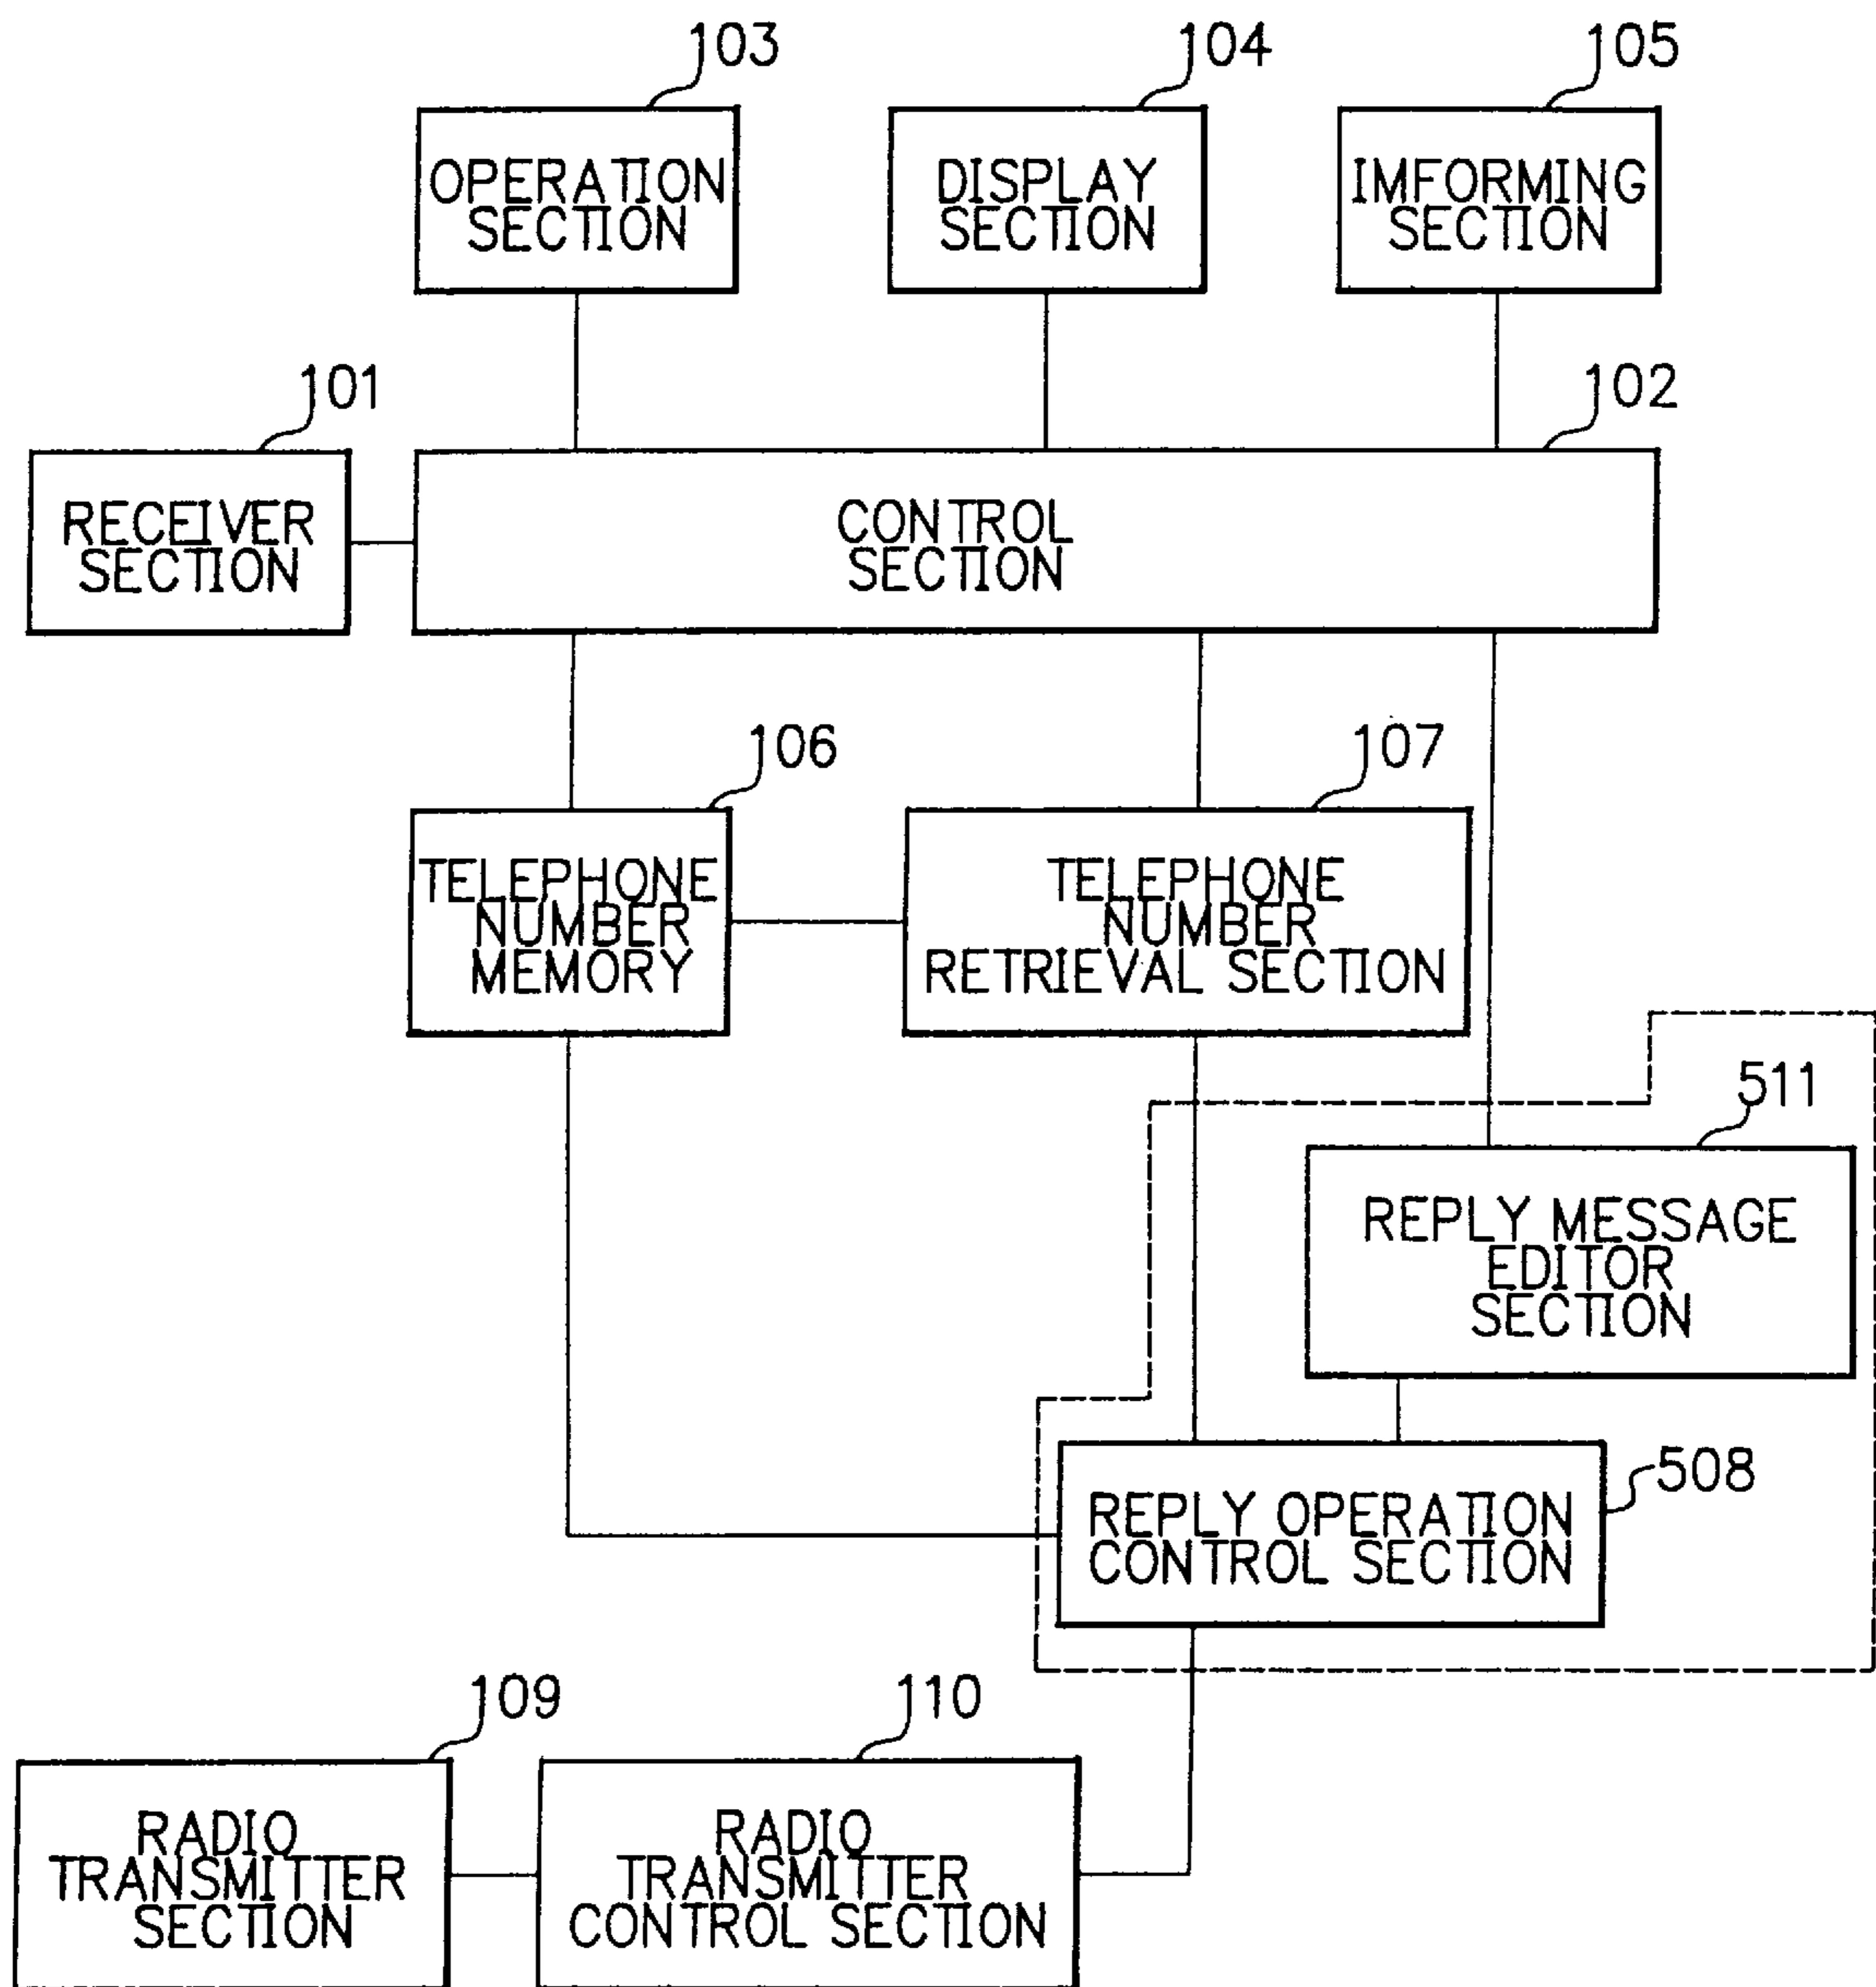 103
104
105
OPERATION
SECTION
DISPLAY
SECTION
IMFORMING
SECTION
101
102
RECEIVER
SECTION
CONTROL
SECTION
106
107
TELEPHONE
NUMBER
MEMORY
TELEPHONE
NUMBER
RETRIEVAL SECTION
511
REPLY MESSAGE
EDITOR
SECTION
508
REPLY OPERATION
CONTROL SECTION
109
110
RADIO
TRANSMITTER
SECTION
RADIO
TRANSMITTER
CONTROL SECTION